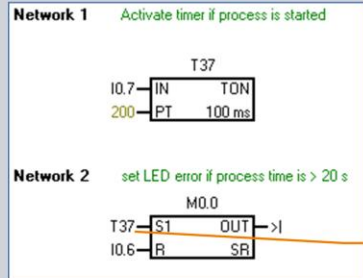 Network 1 Activate timer if process is started
T37
I0.7 IN TON
200 PT 100 ms
Network 2 set LED error if process time is > 20 s
M0.0
T37 S1 OUT >|
I0.6 R SR